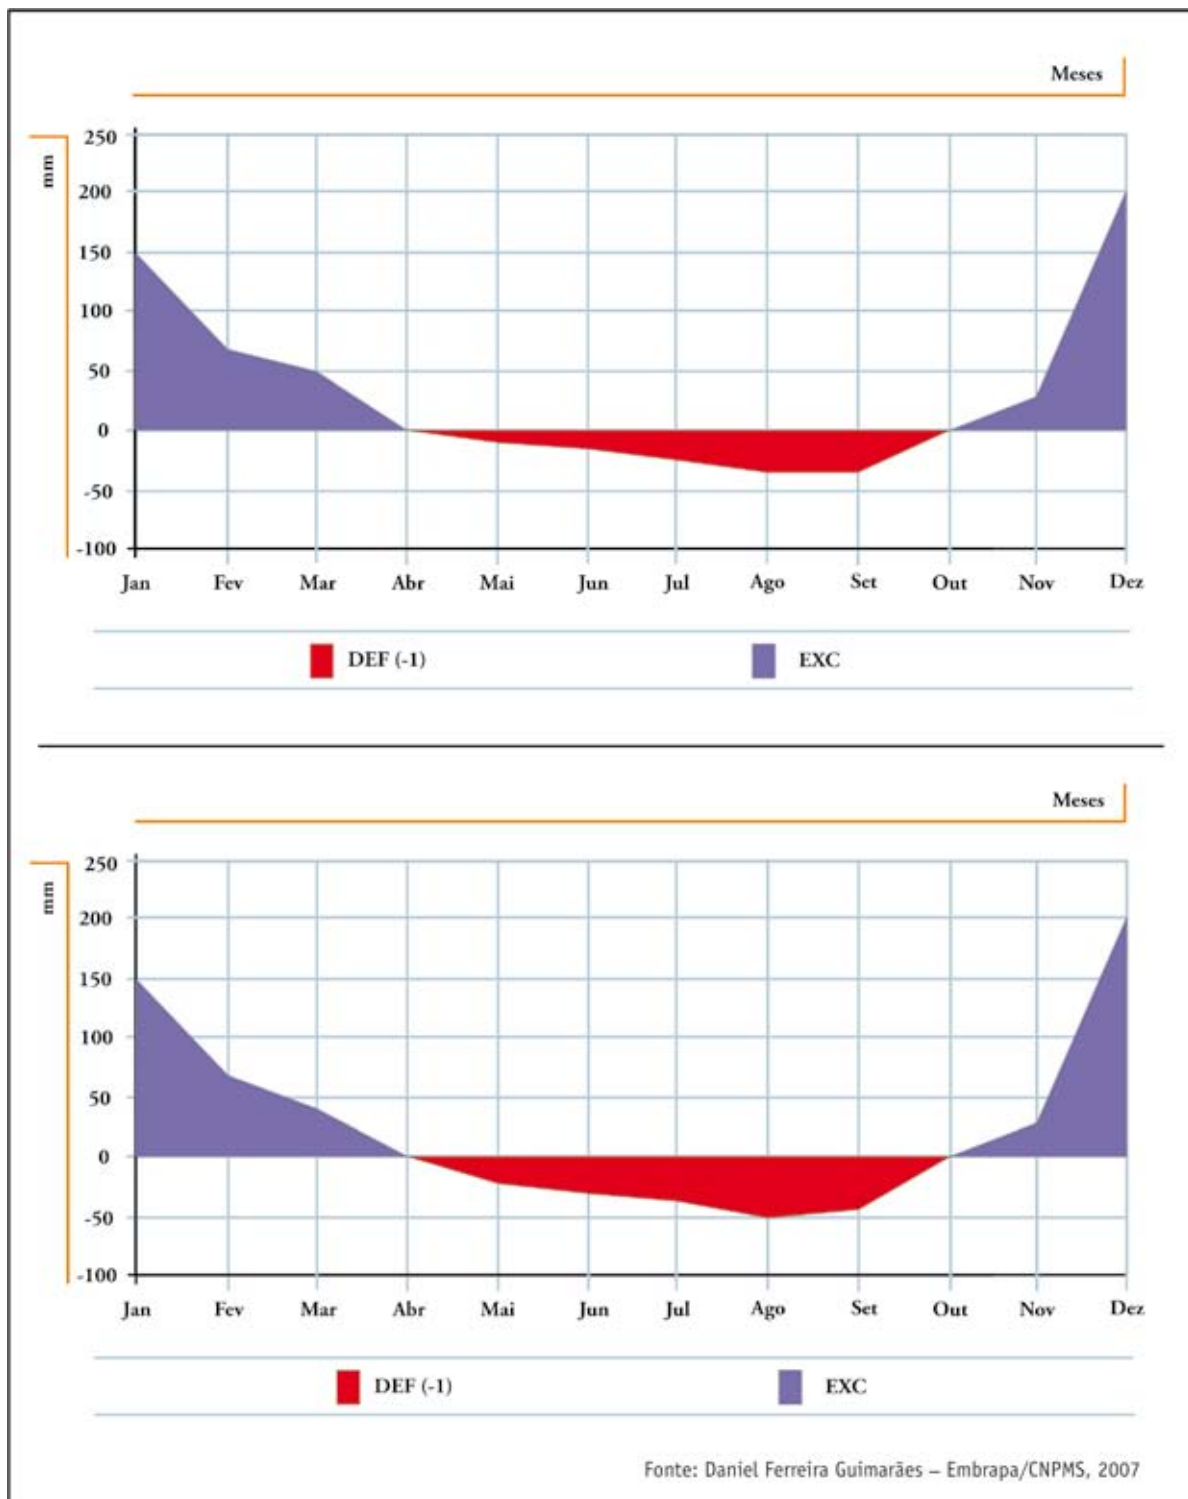 Meses
mm
250
200
150
100
50
0
-50
-100
Jan Fev Mar Abr Mai Jun Jul Ago Set Out Nov Dez
DEF (-1) EXC
Meses
mm
250
200
150
100
50
0
-50
-100
Jan Fev Mar Abr Mai Jun Jul Ago Set Out Nov Dez
DEF (-1) EXC
Fonte: Daniel Ferreira Guimarães – Embrapa/CNPMS, 2007